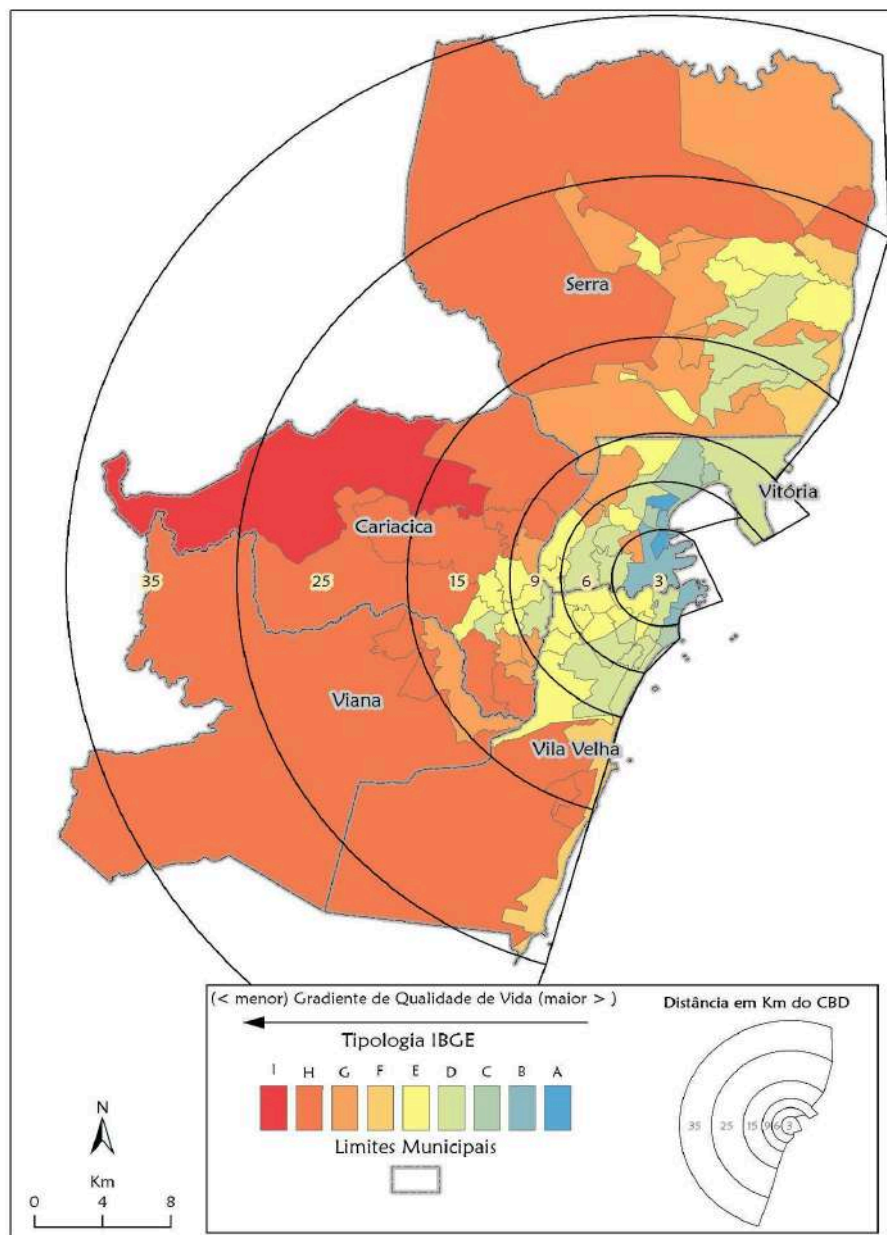 Serra
Vitória
Cariacica
35 25 15 9 6 3
Viana
Vila Velha
(< menor) Gradiente de Qualidade de Vida (maior > )
Tipologia IBGE
I H G F E D C B A
Limites Municipais
Distância em Km do CBD
35 25 15 9 6 3
N
Km
0 4 8